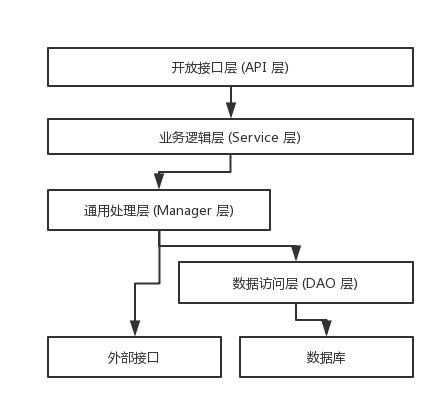 开放接口层 (API 层)
业务逻辑层 (Service 层)
通用处理层 (Manager 层)
数据访问层 (DAO 层)
外部接口
数据库